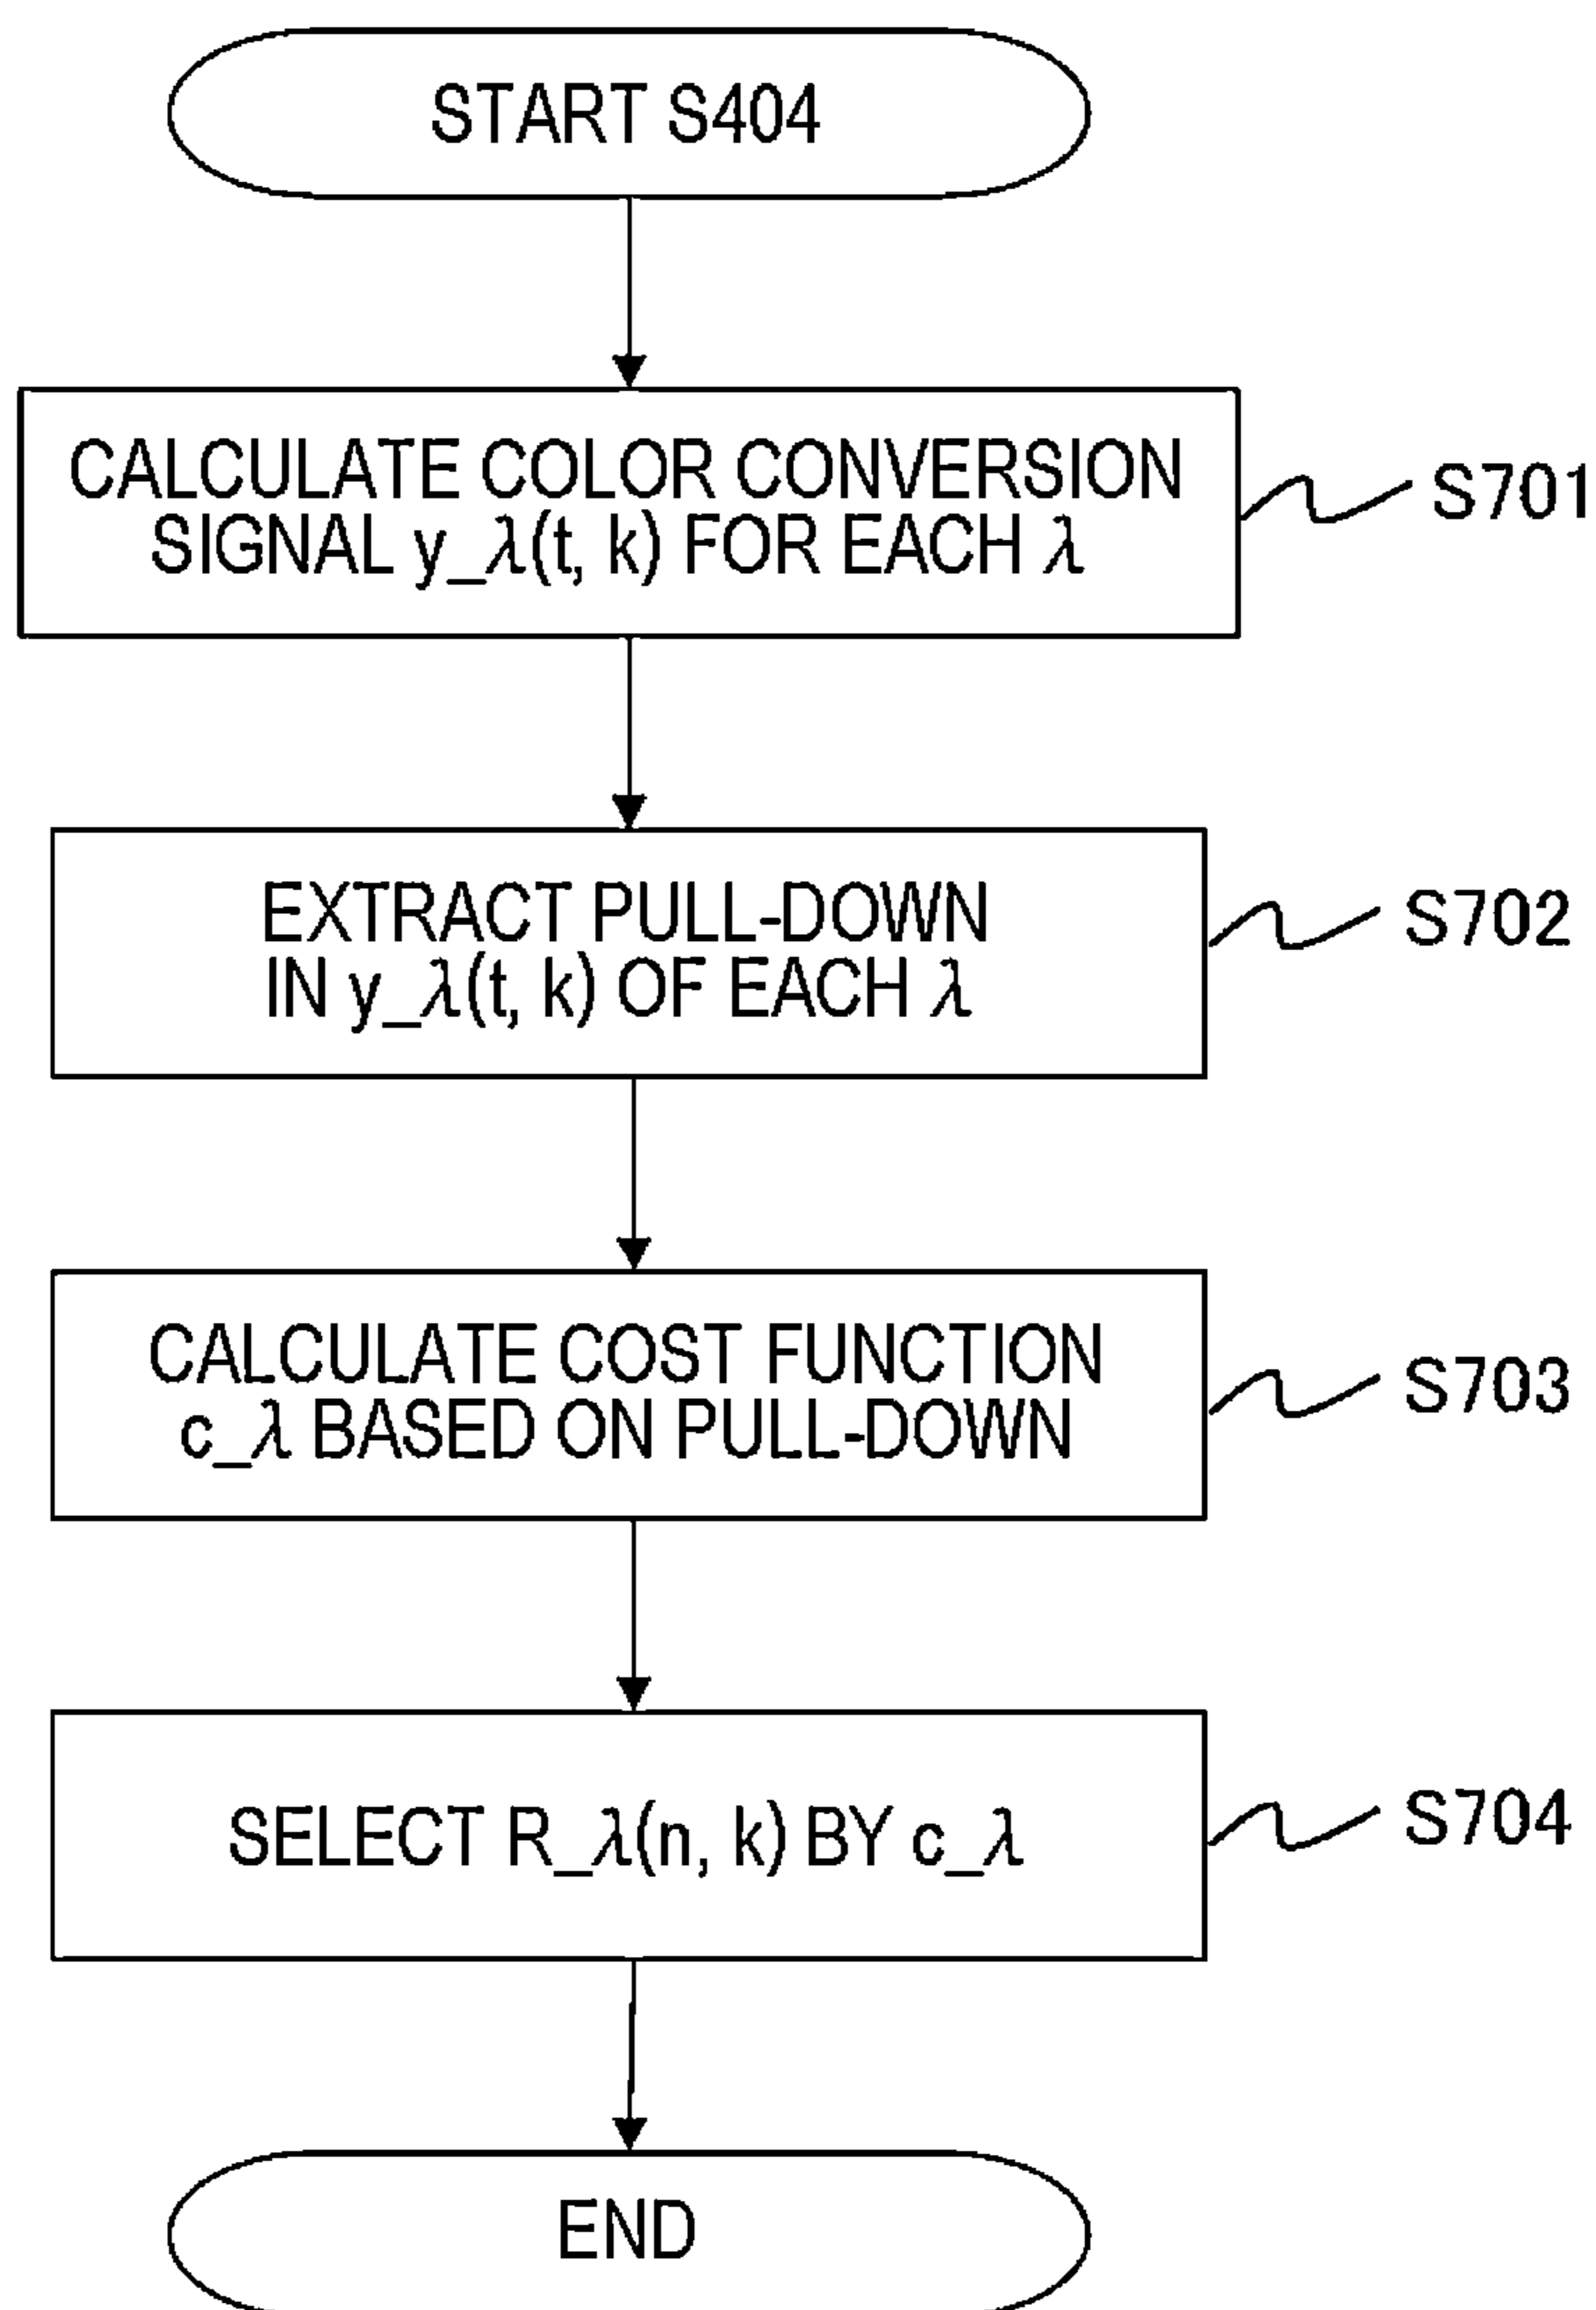 START S404
CALCULATE COLOR CONVERSION
SIGNAL y_λ(t, k) FOR EACH λ
S701
EXTRACT PULL-DOWN
IN y_λ(t, k) OF EACH λ
S702
CALCULATE COST FUNCTION
c_λ BASED ON PULL-DOWN
S703
SELECT R_λ(n, k) BY c_λ
S704
END